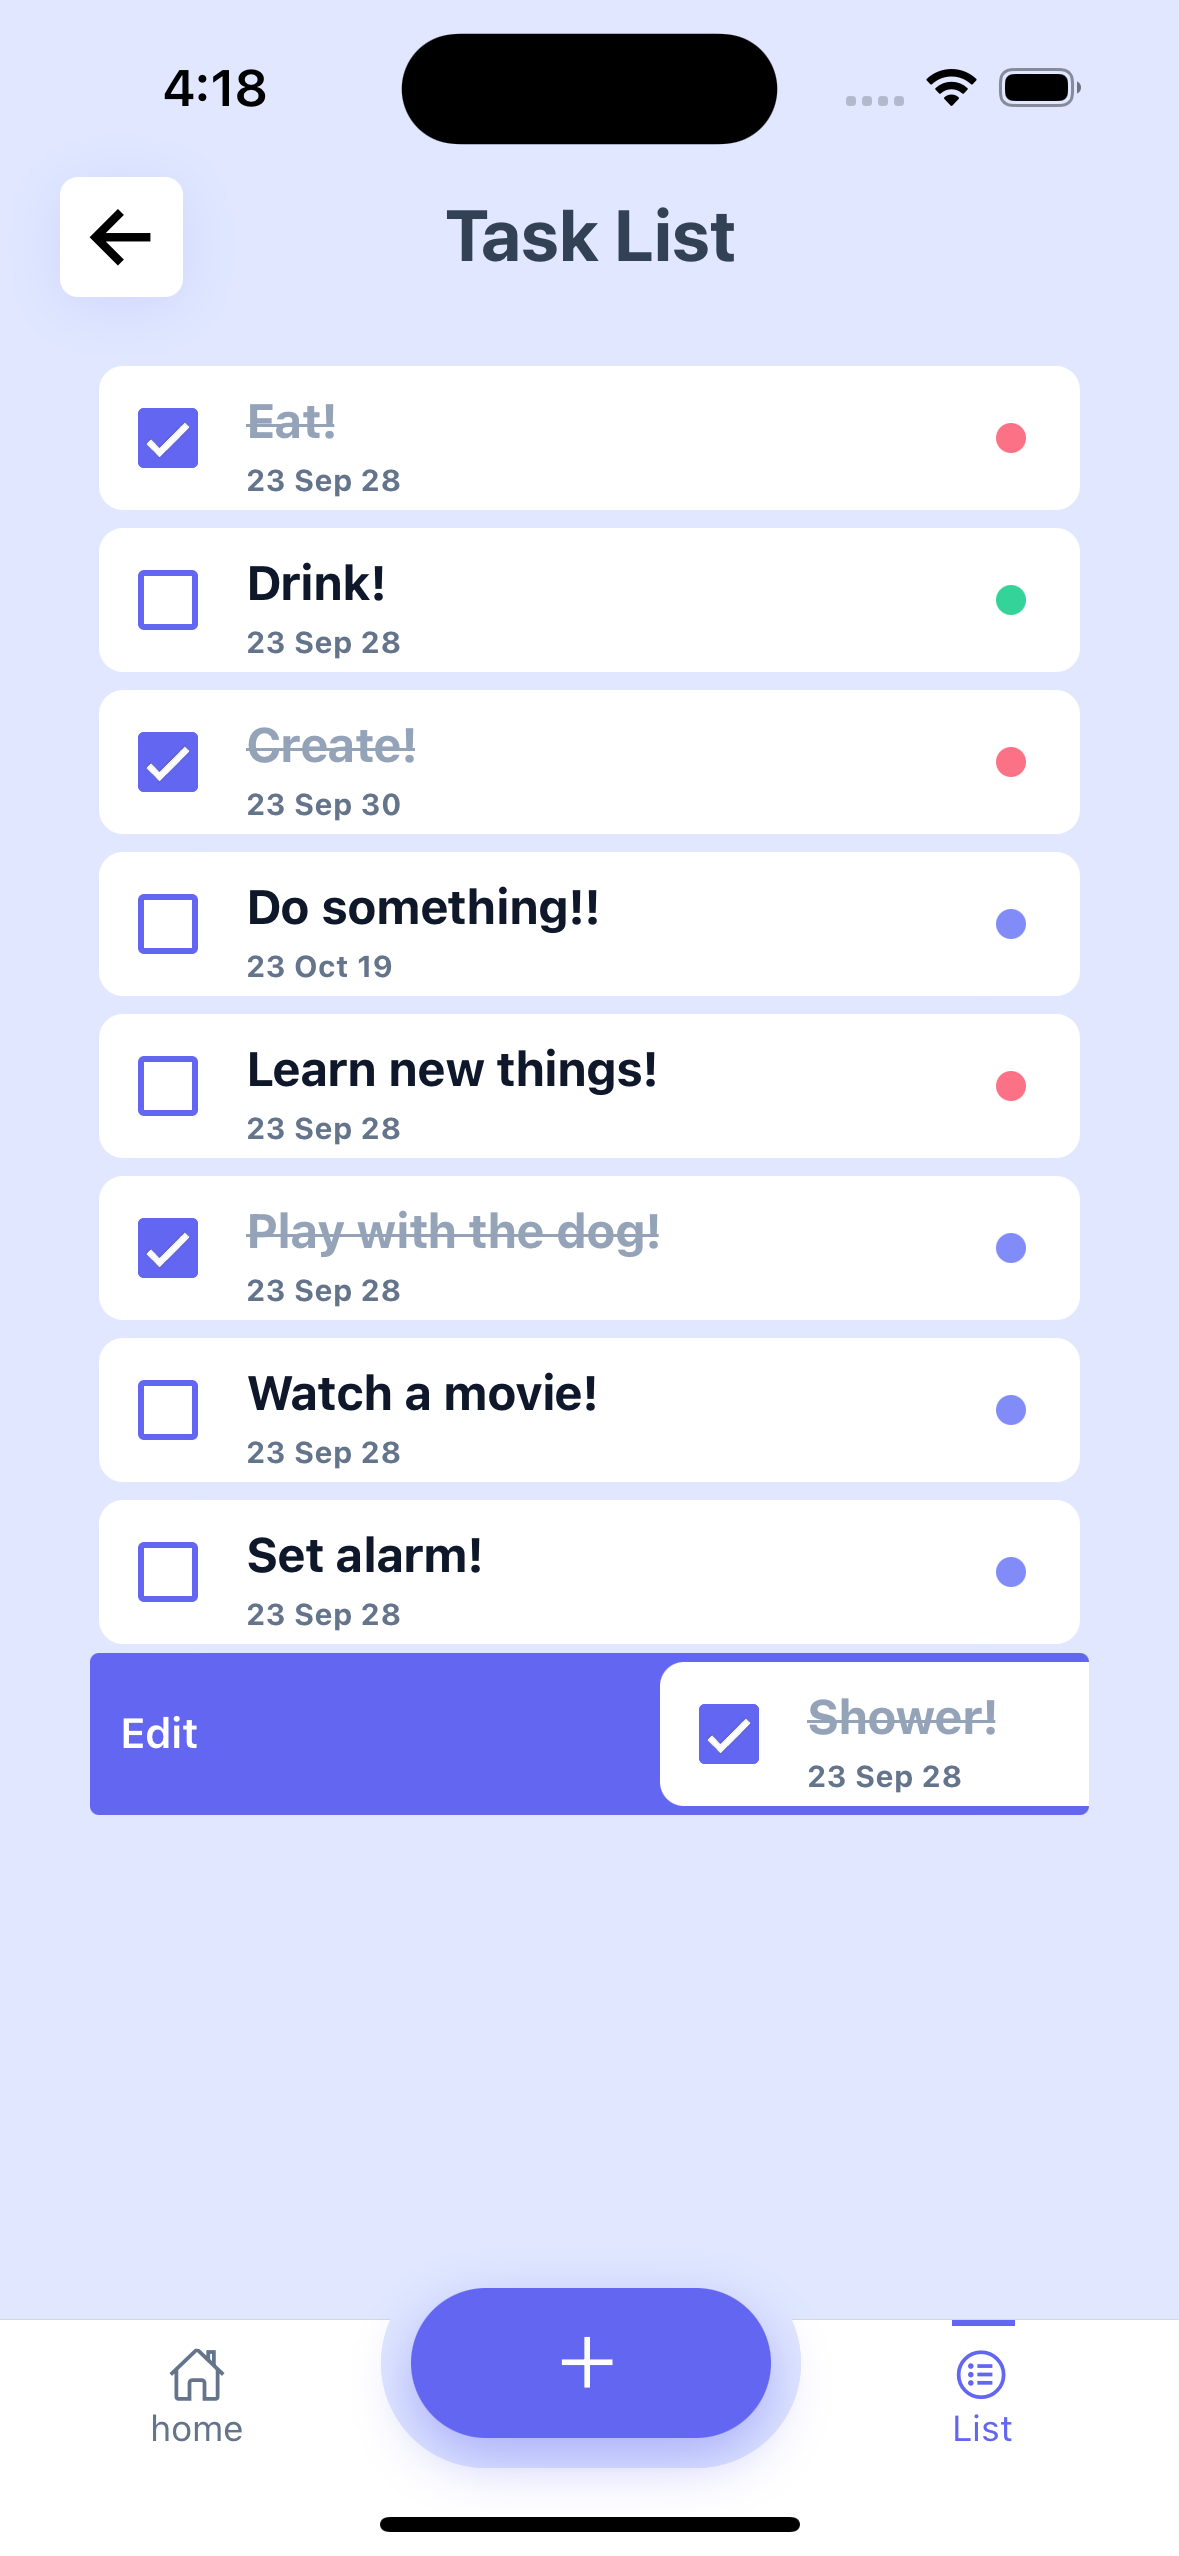 4:18
Task List
Eat!
23 Sep 28
Drink!
23 Sep 28
Create!
23 Sep 30
Do something!!
23 Oct 19
Learn new things!
23 Sep 28
Play with the dog!
23 Sep 28
Watch a movie!
23 Sep 28
Set alarm!
23 Sep 28
Edit
Shower!
23 Sep 28
home
List